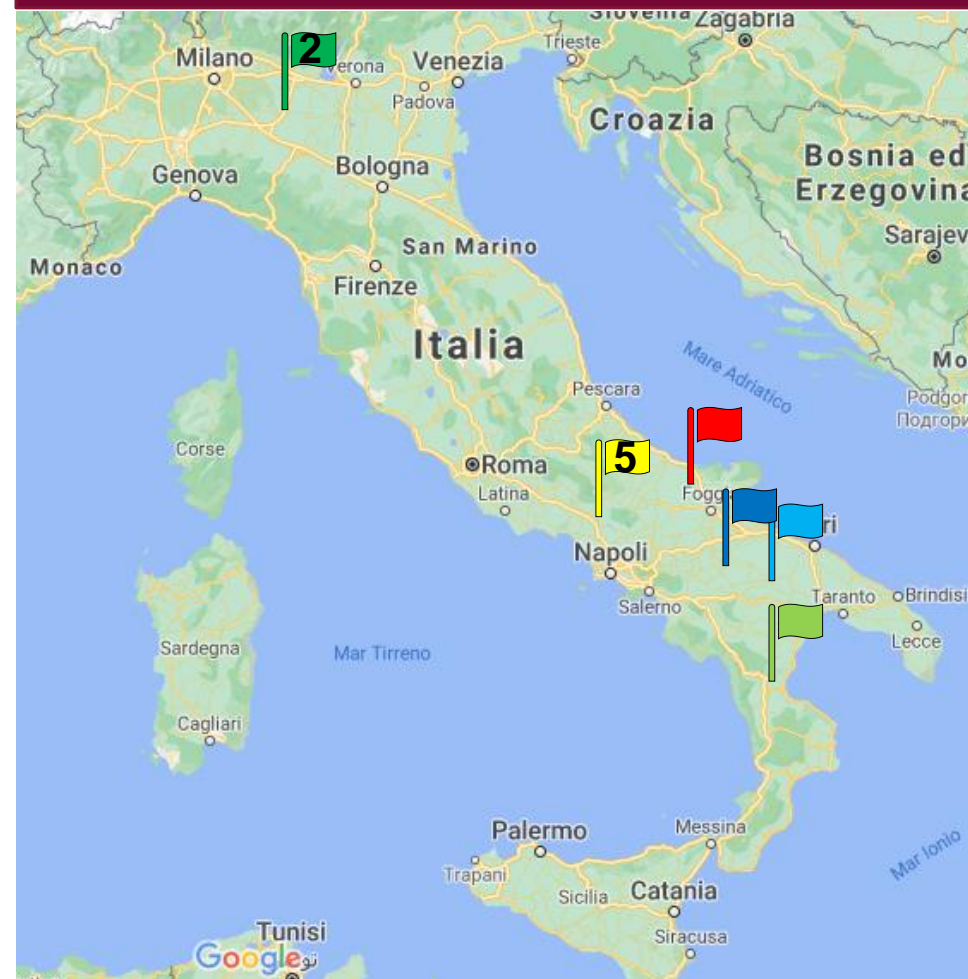 Slovenia
Zagabria
Milano
2
Verona
Venezia
Trieste
Padova
Croazia
Bosnia ed
Erzegovina
Genova
Bologna
San Marino
Sarajev
Monaco
Firenze
Italia
Mare Adriatico
Mo
Pescara
Podgor
Подгори
Corse
Roma
5
Latina
Fogg
ri
Napoli
Salerno
Taranto
Brindisi
Lecce
Sardegna
Mar Tirreno
Cagliari
Palermo
Messina
Mar Ionio
Trapani
Sicilia
Catania
Siracusa
Tunisi
Google